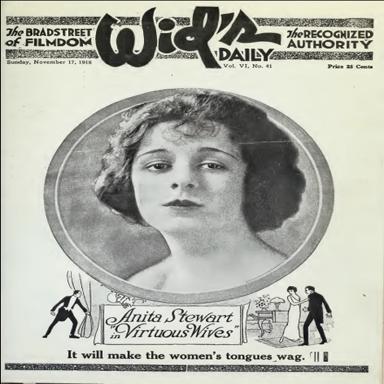 The BRADSTREET
of FILMDOM
Wid's
DAILY
The RECOGNIZED
AUTHORITY
Sunday, November 17, 1918
Vol. VI, No. 41
Price 25 Cents
Anita Stewart
in "Virtuous Wives"
It will make the women's tongues wag.